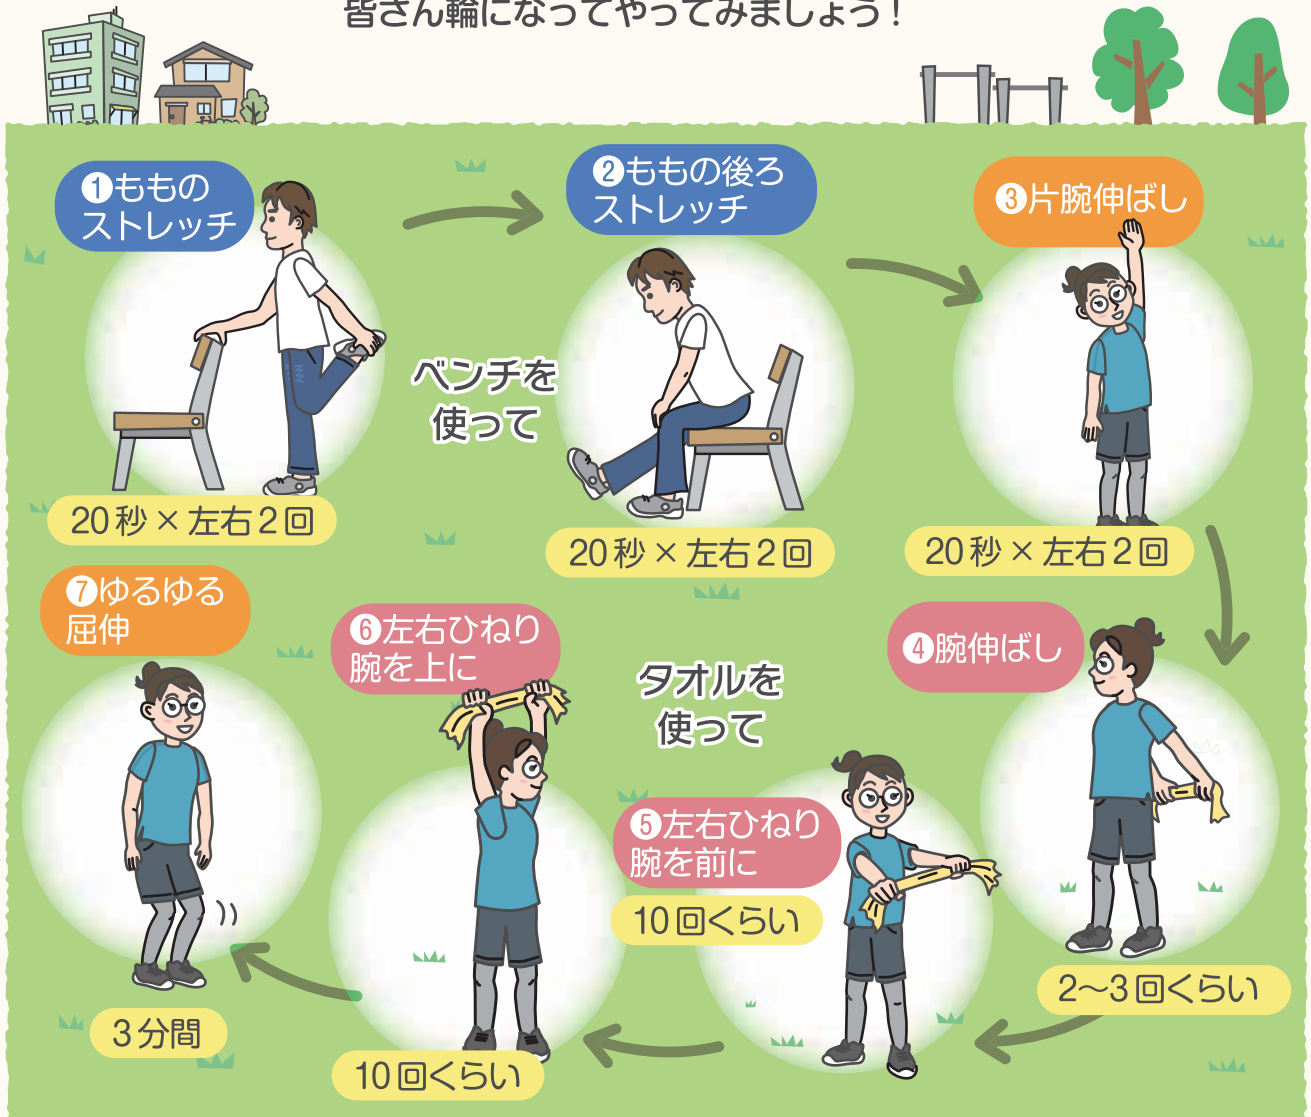 皆さん輪になってやってみましょう！
❶ももの
ストレッチ
20秒×左右2回
ベンチを
使って
❷ももの後ろ
ストレッチ
20秒×左右2回
❸片腕伸ばし
20秒×左右2回
❹腕伸ばし
2〜3回くらい
タオルを
使って
❺左右ひねり
腕を前に
10回くらい
❻左右ひねり
腕を上に
10回くらい
❼ゆるゆる
屈伸
3分間